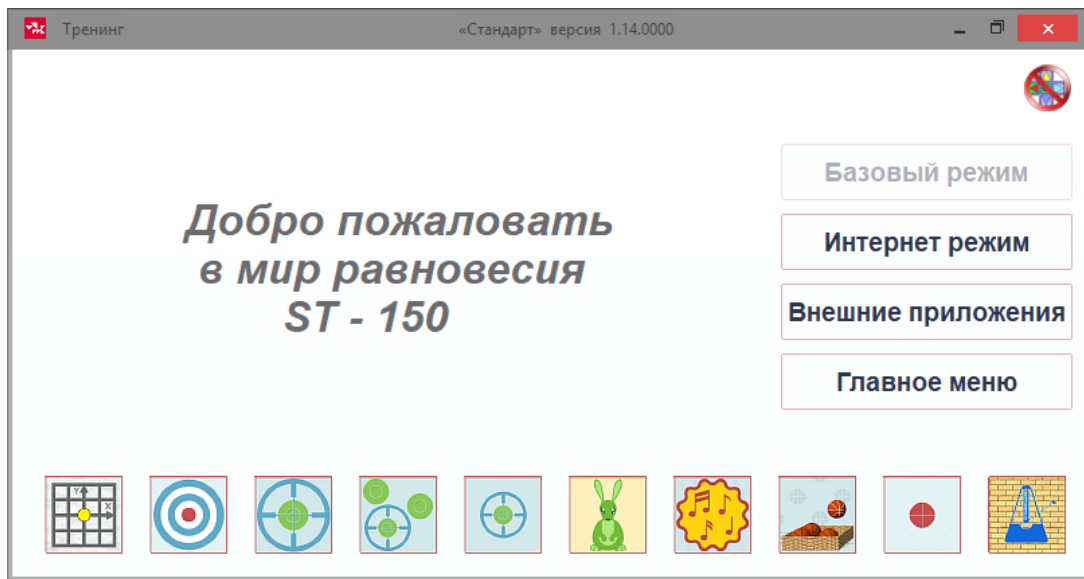 Тренинг
«Стандарт» версия 1.14.0000
Базовый режим
Интернет режим
Внешние приложения
Главное меню
Добро пожаловать
в мир равновесия
ST - 150
Y
X